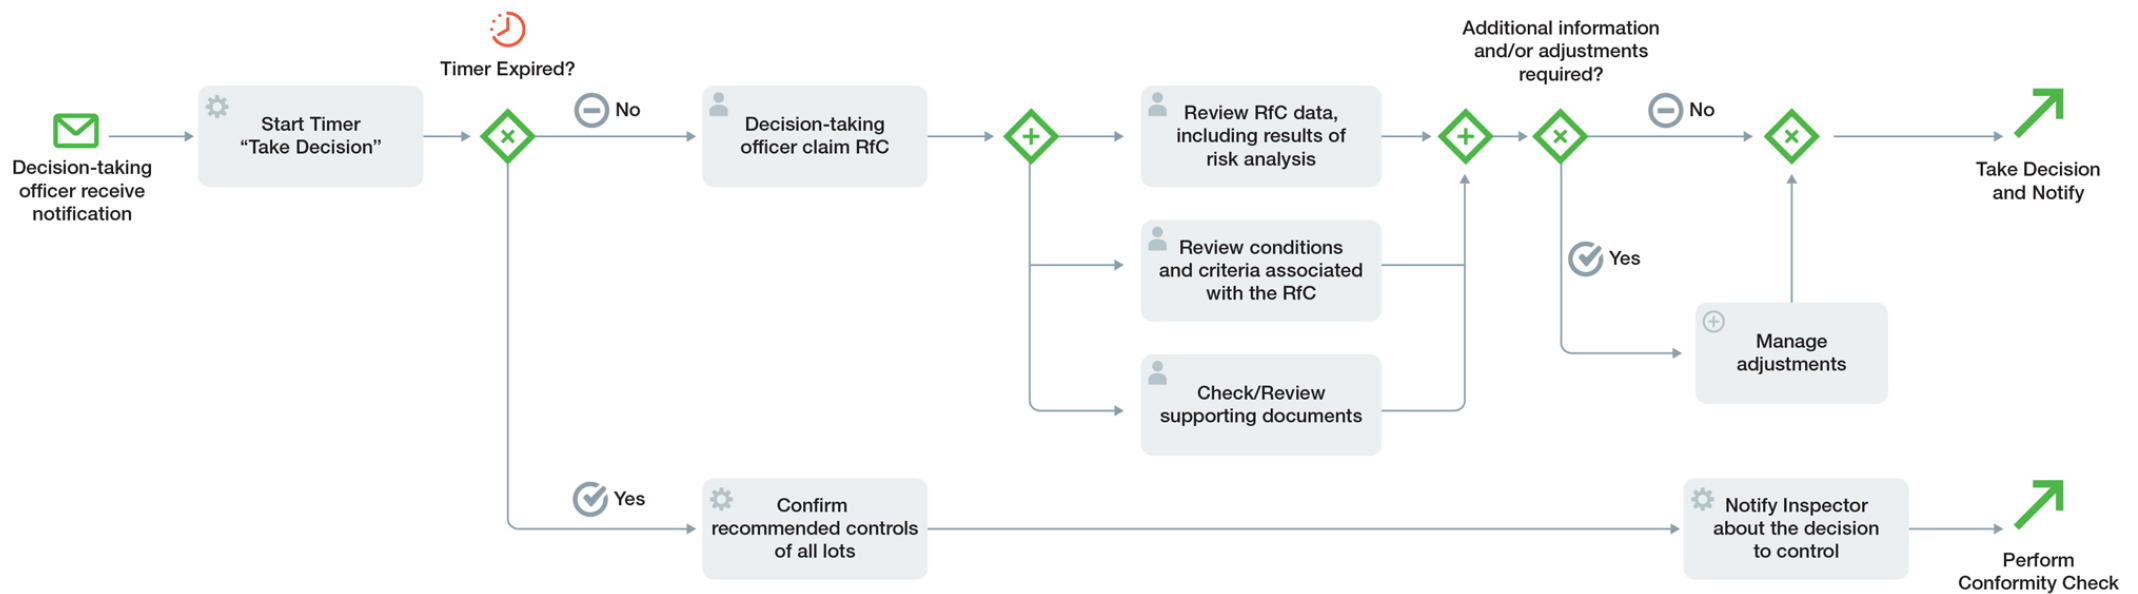 Decision-taking
officer receive
notification
Start Timer
“Take Decision”
Timer Expired?
No
Decision-taking
officer claim RfC
Review RfC data,
including results of
risk analysis
Review conditions
and criteria associated
with the RfC
Check/Review
supporting documents
Additional information
and/or adjustments
required?
No
Yes
Manage
adjustments
Take Decision
and Notify
Yes
Confirm
recommended controls
of all lots
Notify Inspector
about the decision
to control
Perform
Conformity Check